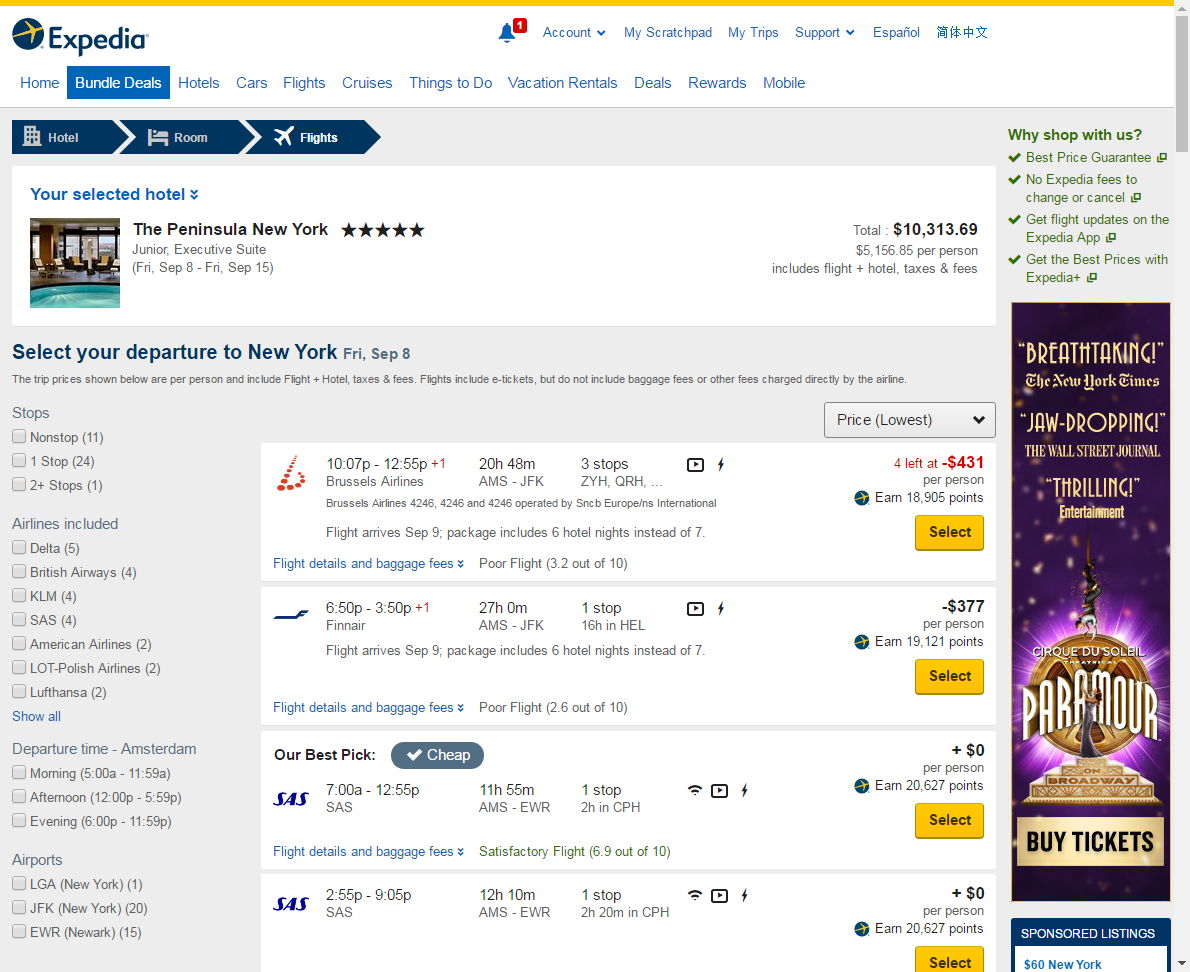 Expedia
1
Account
My Scratchpad
My Trips
Support
Español
简体中文
Home
Bundle Deals
Hotels
Cars
Flights
Cruises
Things to Do
Vacation Rentals
Deals
Rewards
Mobile
Hotel
Room
Flights
Your selected hotel
The Peninsula New York
Junior, Executive Suite
(Fri, Sep 8 - Fri, Sep 15)
Total : $10,313.69
$5,156.85 per person
includes flight + hotel, taxes & fees
Select your departure to New York Fri, Sep 8
The trip prices shown below are per person and include Flight + Hotel, taxes & fees. Flights include e-tickets, but do not include baggage fees or other fees charged directly by the airline.
Stops
Nonstop (11)
1 Stop (24)
2+ Stops (1)
Airlines included
Delta (5)
British Airways (4)
KLM (4)
SAS (4)
American Airlines (2)
LOT-Polish Airlines (2)
Lufthansa (2)
Show all
Departure time - Amsterdam
Morning (5:00a - 11:59a)
Afternoon (12:00p - 5:59p)
Evening (6:00p - 11:59p)
Airports
LGA (New York) (1)
JFK (New York) (20)
EWR (Newark) (15)
Price (Lowest)
10:07p - 12:55p +1
20h 48m
3 stops
4 left at -$431
Brussels Airlines
AMS - JFK
ZYH, QRH, ...
per person
Brussels Airlines 4246, 4246 and 4246 operated by Sncb Europe/ns International
Earn 18,905 points
Flight arrives Sep 9; package includes 6 hotel nights instead of 7.
Select
Flight details and baggage fees
Poor Flight (3.2 out of 10)
6:50p - 3:50p +1
27h 0m
1 stop
-$377
Finnair
AMS - JFK
16h in HEL
per person
Earn 19,121 points
Flight arrives Sep 9; package includes 6 hotel nights instead of 7.
Select
Flight details and baggage fees
Poor Flight (2.6 out of 10)
Our Best Pick:
Cheap
+ $0
per person
SAS
7:00a - 12:55p
11h 55m
1 stop
Earn 20,627 points
SAS
AMS - EWR
2h in CPH
Select
Flight details and baggage fees
Satisfactory Flight (6.9 out of 10)
SAS
2:55p - 9:05p
12h 10m
1 stop
+ $0
SAS
AMS - EWR
2h 20m in CPH
per person
Earn 20,627 points
Select
Why shop with us?
Best Price Guarantee
No Expedia fees to
change or cancel
Get flight updates on the
Expedia App
Get the Best Prices with
Expedia+
“BREATHTAKING!”
The New York Times
“JAW-DROPPING!”
THE WALL STREET JOURNAL
“THRILLING!”
Entertainment
CIRQUE DU SOLEIL
THEATRICAL
PARAMOUR
ON
BROADWAY
BUY TICKETS
SPONSORED LISTINGS
$60 New York